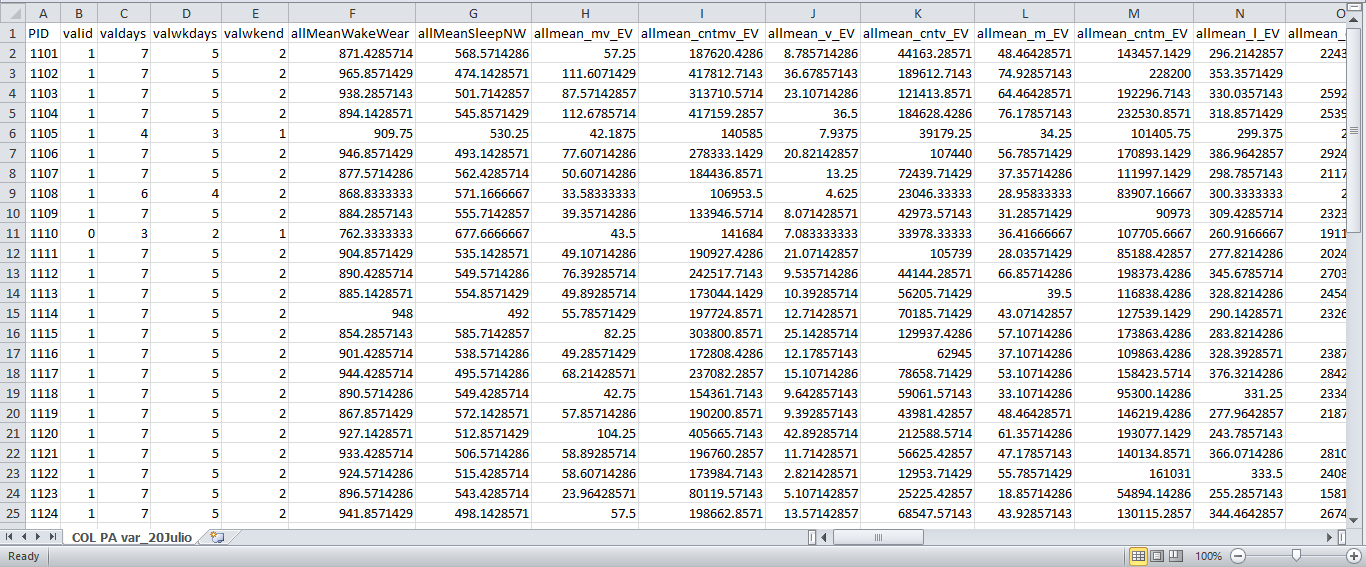 A B C D E F G H I J K L M N O
1 PID valid valdays valwkdays valwkend allMeanWakeWear allMeanSleepNW allmean_mv_EV allmean_cntmv_EV allmean_v_EV allmean_cntv_EV allmean_m_EV allmean_cntm_EV allmean_l_EV allmean_
2 1101 1 7 5 2 871.4285714 568.5714286 57.25 187620.4286 8.785714286 44163.28571 48.46428571 143457.1429 296.2142857 2243
3 1102 1 7 5 2 965.8571429 474.1428571 111.6071429 417812.7143 36.67857143 189612.7143 74.92857143 228200 353.3571429
4 1103 1 7 5 2 938.2857143 501.7142857 87.57142857 313710.5714 23.10714286 121413.8571 64.46428571 192296.7143 330.0357143 2592
5 1104 1 7 5 2 894.1428571 545.8571429 112.6785714 417159.2857 36.5 184628.4286 76.17857143 232530.8571 318.8571429 2539
6 1105 1 4 3 1 909.75 530.25 42.1875 140585 7.9375 39179.25 34.25 101405.75 299.375 2
7 1106 1 7 5 2 946.8571429 493.1428571 77.60714286 278333.1429 20.82142857 107440 56.78571429 170893.1429 386.9642857 2924
8 1107 1 7 5 2 877.5714286 562.4285714 50.60714286 184436.8571 13.25 72439.71429 37.35714286 111997.1429 298.7857143 2117
9 1108 1 6 4 2 868.8333333 571.1666667 33.58333333 106953.5 4.625 23046.33333 28.95833333 83907.16667 300.3333333 2
10 1109 1 7 5 2 884.2857143 555.7142857 39.35714286 133946.5714 8.071428571 42973.57143 31.28571429 90973 309.4285714 2323
11 1110 0 3 2 1 762.3333333 677.6666667 43.5 141684 7.083333333 33978.33333 36.41666667 107705.6667 260.9166667 1911
12 1111 1 7 5 2 904.8571429 535.1428571 49.10714286 190927.4286 21.07142857 105739 28.03571429 85188.42857 277.8214286 2024
13 1112 1 7 5 2 890.4285714 549.5714286 76.39285714 242517.7143 9.535714286 44144.28571 66.85714286 198373.4286 345.6785714 2703
14 1113 1 7 5 2 885.1428571 554.8571429 49.89285714 173044.1429 10.39285714 56205.71429 39.5 116838.4286 328.8214286 2454
15 1114 1 7 5 2 948 492 55.78571429 197724.8571 12.71428571 70185.71429 43.07142857 127539.1429 290.1428571 2326
16 1115 1 7 5 2 854.2857143 585.7142857 82.25 303800.8571 25.14285714 129937.4286 57.10714286 173863.4286 283.8214286
17 1116 1 7 5 2 901.4285714 538.5714286 49.28571429 172808.4286 12.17857143 62945 37.10714286 109863.4286 328.3928571 2387
18 1117 1 7 5 2 944.4285714 495.5714286 68.21428571 237082.2857 15.10714286 78658.71429 53.10714286 158423.5714 376.3214286 2842
19 1118 1 7 5 2 890.5714286 549.4285714 42.75 154361.7143 9.642857143 59061.57143 33.10714286 95300.14286 331.25 2334
20 1119 1 7 5 2 867.8571429 572.1428571 57.85714286 190200.8571 9.392857143 43981.42857 48.46428571 146219.4286 277.9642857 2187
21 1120 1 7 5 2 927.1428571 512.8571429 104.25 405665.7143 42.89285714 212588.5714 61.35714286 193077.1429 243.7857143
22 1121 1 7 5 2 933.4285714 506.5714286 58.89285714 196760.2857 11.71428571 56625.42857 47.17857143 140134.8571 366.0714286 2810
23 1122 1 7 5 2 924.5714286 515.4285714 58.60714286 173984.7143 2.821428571 12953.71429 55.78571429 161031 333.5 2408
24 1123 1 7 5 2 896.5714286 543.4285714 23.96428571 80119.57143 5.107142857 25225.42857 18.85714286 54894.14286 255.2857143 1581
25 1124 1 7 5 2 941.8571429 498.1428571 57.5 198662.8571 13.57142857 68547.57143 43.92857143 130115.2857 344.4642857 2674
COL PA var_20Julio
Ready 100%